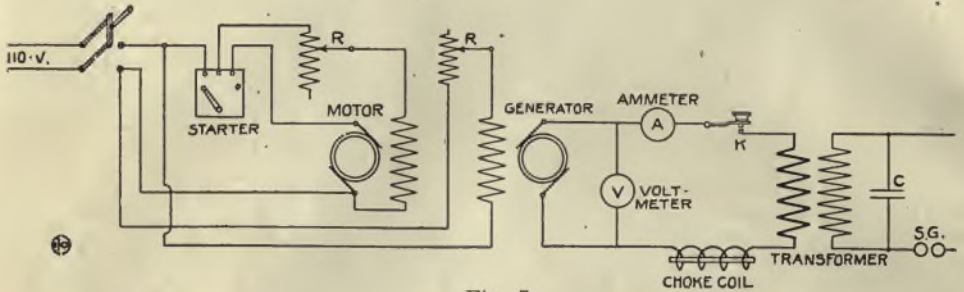 110·V.
STARTER
R
MOTOR
R
GENERATOR
AMMETER
A
K
V
VOLT-
METER
CHOKE COIL
TRANSFORMER
C
S.G.